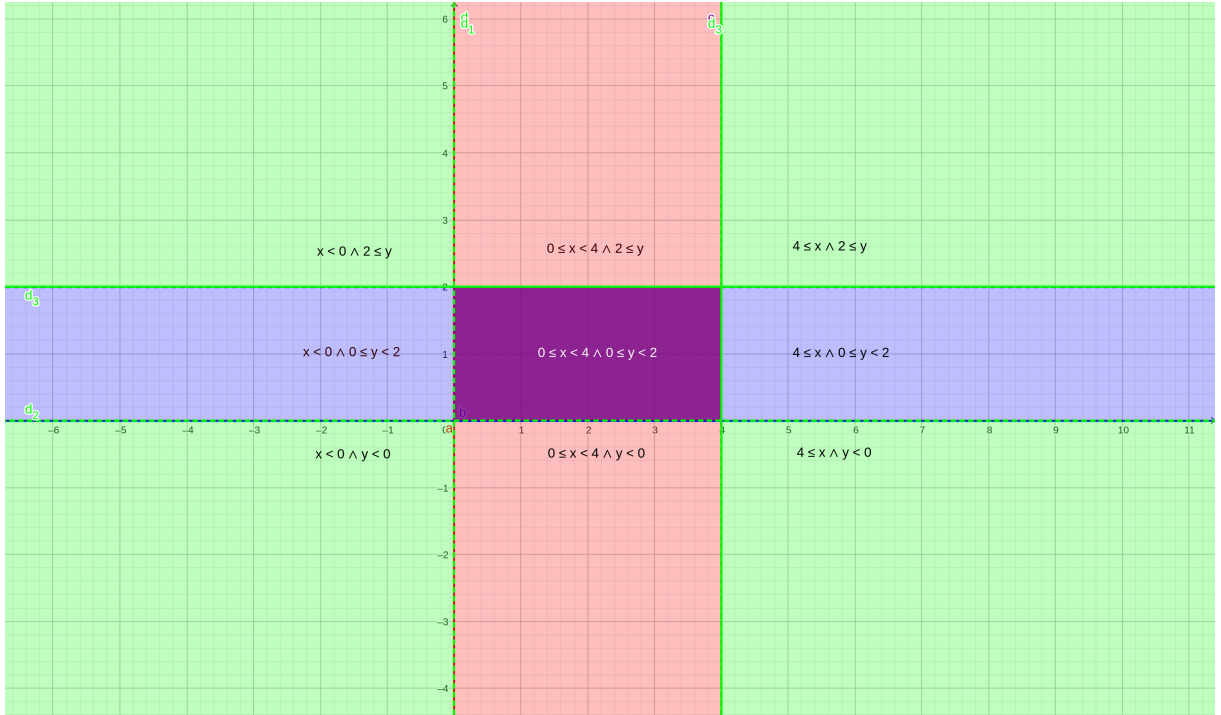 6
d1
d3
5
4
3
x < 0 ∧ 2 ≤ y
0 ≤ x < 4 ∧ 2 ≤ y
4 ≤ x ∧ 2 ≤ y
2
d3
x < 0 ∧ 0 ≤ y < 2
1
0 ≤ x < 4 ∧ 0 ≤ y < 2
4 ≤ x ∧ 0 ≤ y < 2
d2
b
–6 –5 –4 –3 –2 –1 0 a 1 2 3 4 5 6 7 8 9 10 11
x < 0 ∧ y < 0
0 ≤ x < 4 ∧ y < 0
4 ≤ x ∧ y < 0
–1
–2
–3
–4